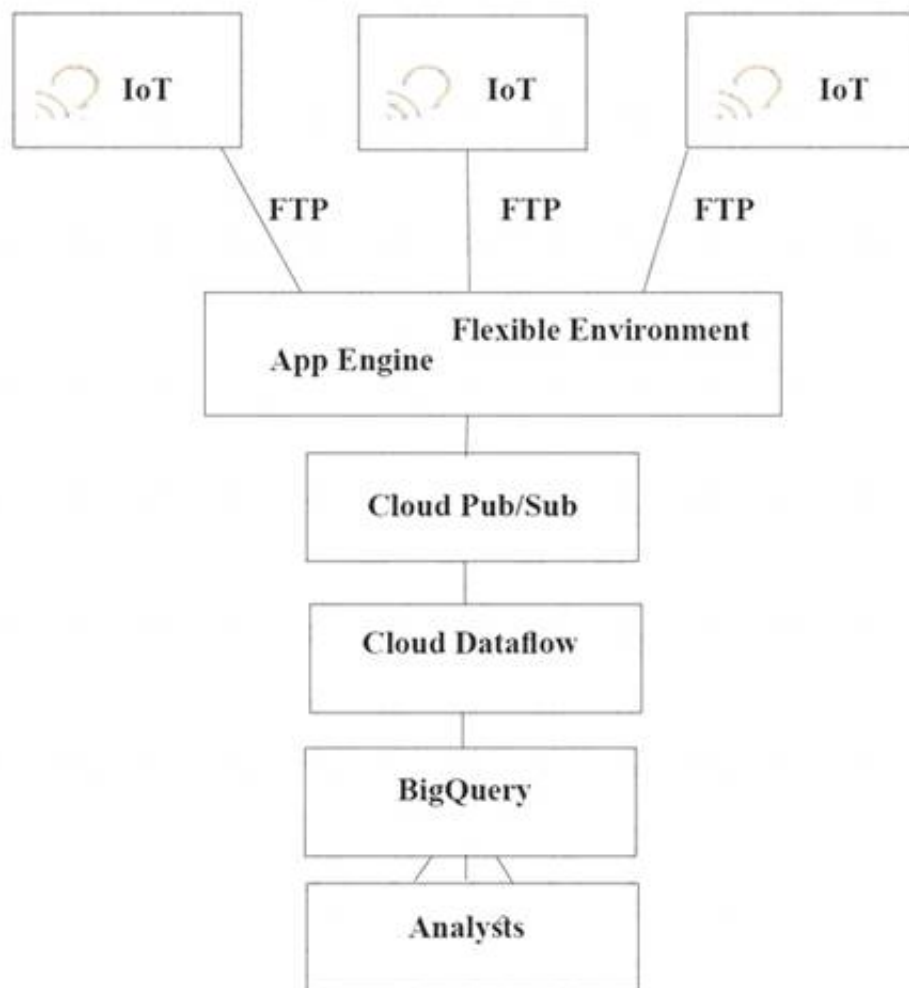 IoT
IoT
IoT
FTP
FTP
FTP
Flexible Environment
App Engine
Cloud Pub/Sub
Cloud Dataflow
BigQuery
Analysts